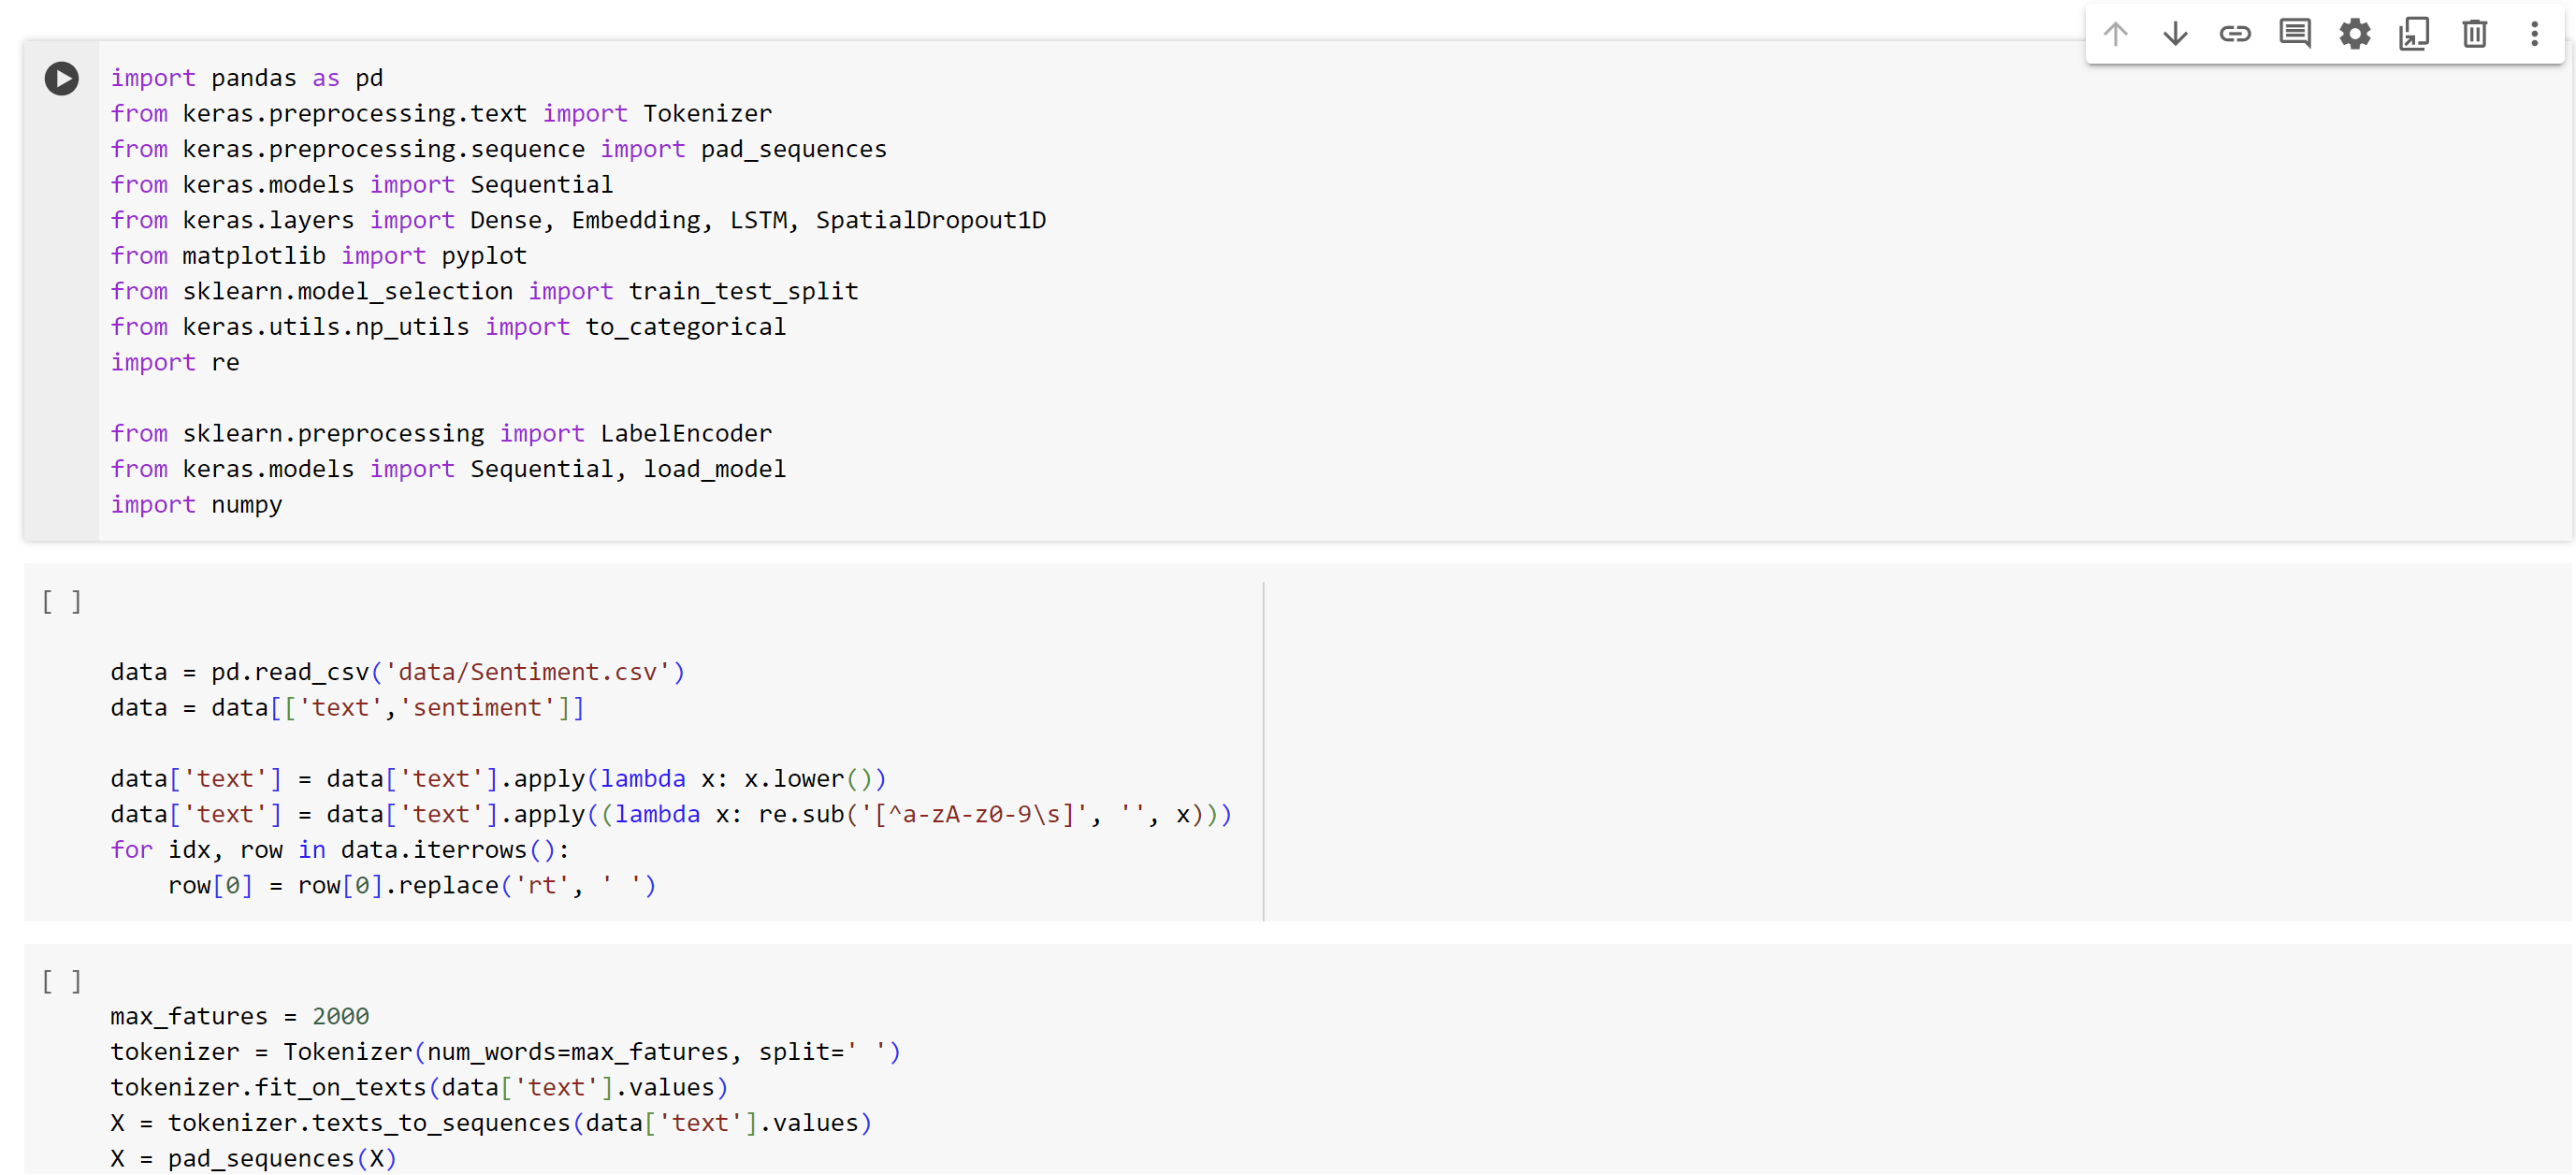 import pandas as pd
from keras.preprocessing.text import Tokenizer
from keras.preprocessing.sequence import pad_sequences
from keras.models import Sequential
from keras.layers import Dense, Embedding, LSTM, SpatialDropout1D
from matplotlib import pyplot
from sklearn.model_selection import train_test_split
from keras.utils.np_utils import to_categorical
import re
from sklearn.preprocessing import LabelEncoder
from keras.models import Sequential, load_model
import numpy
[ ]
data = pd.read_csv('data/Sentiment.csv')
data = data[['text','sentiment']]
data['text'] = data['text'].apply(lambda x: x.lower())
data['text'] = data['text'].apply((lambda x: re.sub('[^a-zA-z0-9\s]', '', x)))
for idx, row in data.iterrows():
    row[0] = row[0].replace('rt', ' ')
[ ]
max_fatures = 2000
tokenizer = Tokenizer(num_words=max_fatures, split=' ')
tokenizer.fit_on_texts(data['text'].values)
X = tokenizer.texts_to_sequences(data['text'].values)
X = pad_sequences(X)